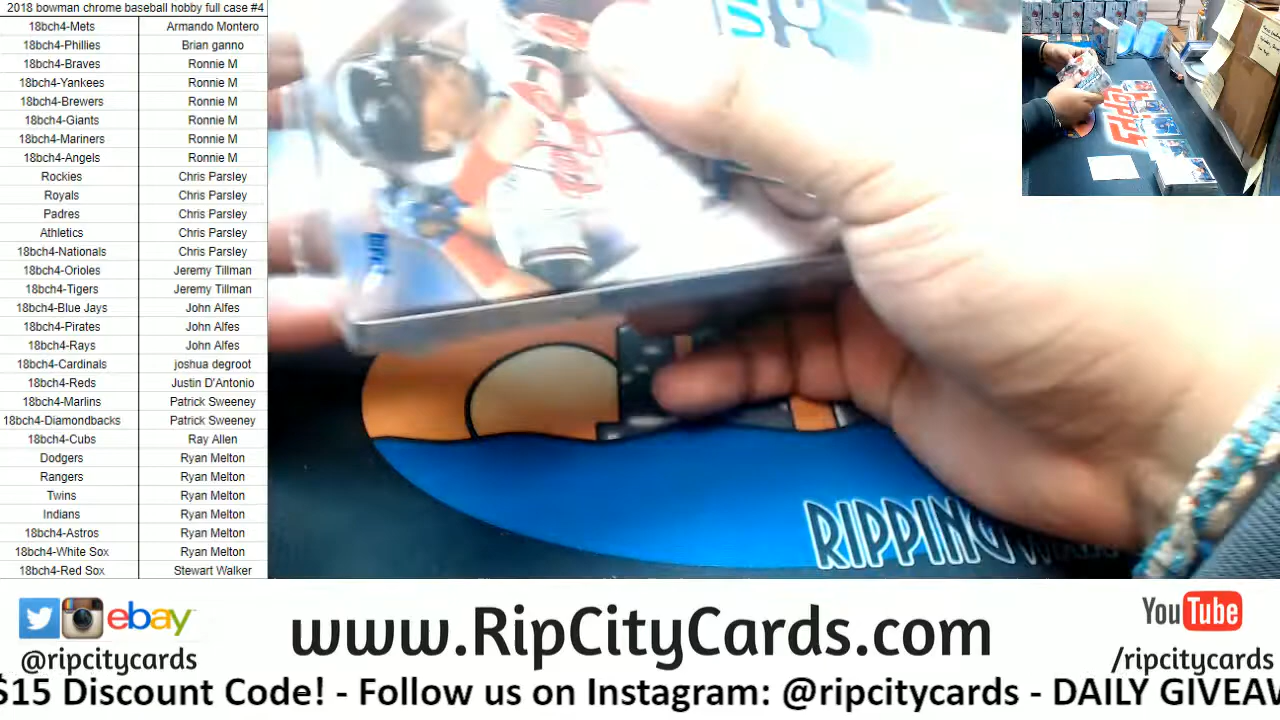 2018 bowman chrome baseball hobby full case #4
18bch4-Mets Armando Montero
18bch4-Phillies Brian ganno
18bch4-Braves Ronnie M
18bch4-Yankees Ronnie M
18bch4-Brewers Ronnie M
18bch4-Giants Ronnie M
18bch4-Mariners Ronnie M
18bch4-Angels Ronnie M
Rockies Chris Parsley
Royals Chris Parsley
Padres Chris Parsley
Athletics Chris Parsley
18bch4-Nationals Chris Parsley
18bch4-Orioles Jeremy Tillman
18bch4-Tigers Jeremy Tillman
18bch4-Blue Jays John Alfes
18bch4-Pirates John Alfes
18bch4-Rays John Alfes
18bch4-Cardinals joshua degroot
18bch4-Reds Justin D'Antonio
18bch4-Marlins Patrick Sweeney
18bch4-Diamondbacks Patrick Sweeney
18bch4-Cubs Ray Allen
Dodgers Ryan Melton
Rangers Ryan Melton
Twins Ryan Melton
Indians Ryan Melton
18bch4-Astros Ryan Melton
18bch4-White Sox Ryan Melton
18bch4-Red Sox Stewart Walker
topps
RIPPING
ebay
@ripcitycards
www.RipCityCards.com
YouTube
/ripcitycards
$15 Discount Code! - Follow us on Instagram: @ripcitycards - DAILY GIVEAW